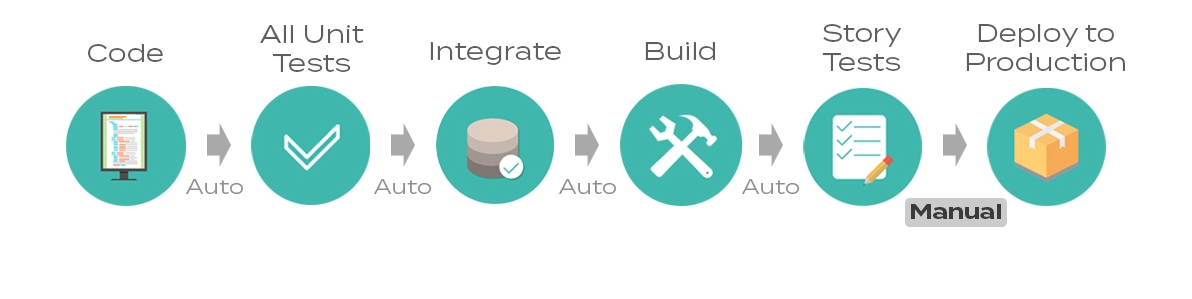 Code
All Unit
Tests
Integrate
Build
Story
Tests
Deploy to
Production
Auto
Auto
Auto
Auto
Manual